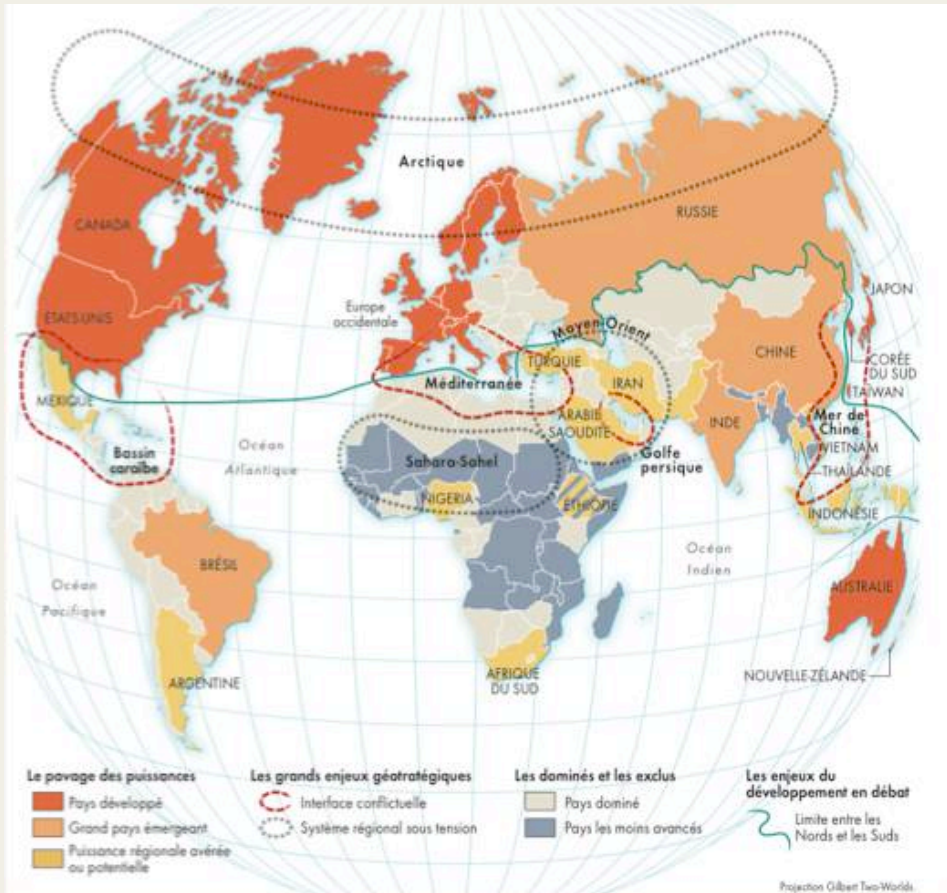 Arctique
CANADA
RUSSIE
ÉTATS-UNIS
Europe
occidentale
JAPON
Moyen-Orient
TURQUIE
CHINE
CORÉE
DU SUD
MEXIQUE
Méditerranée
IRAN
TAÏWAN
ARABIE
SAOUDITE
INDE
Mer de
Chine
Bassin
caraïbe
Océan
Atlantique
Sahara-Sahel
Golfe
persique
VIETNAM
THAÏLANDE
NIGERIA
ÉTHIOPIE
INDONÉSIE
BRÉSIL
Océan
Indien
Océan
Pacifique
AUSTRALIE
ARGENTINE
AFRIQUE
DU SUD
NOUVELLE-ZÉLANDE
Le pavage des puissances
Pays développé
Grand pays émergeant
Puissance régionale avérée
ou potentielle
Les grands enjeux géotratégiques
Interface conflictuelle
Système régional sous tension
Les dominés et les exclus
Pays dominé
Pays les moins avancés
Les enjeux du
développement en débat
Limite entre les
Nords et les Suds
Projection Gilbert Two-Worlds